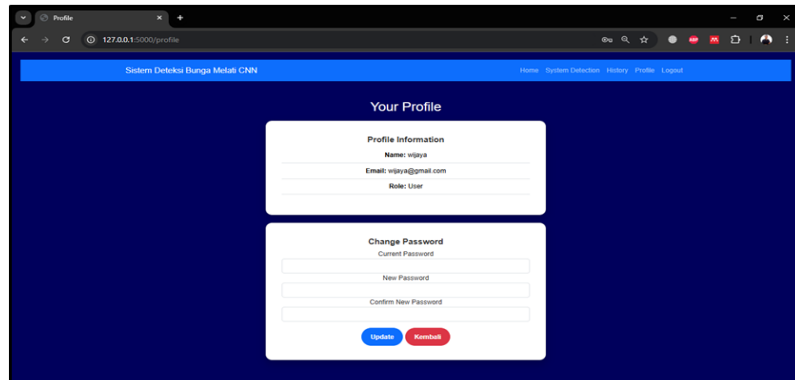 Profile
127.0.0.1:5000/profile
Sistem Deteksi Bunga Melati CNN
Home System Detection History Profile Logout
Your Profile
Profile Information
Name: wijaya
Email: wijaya@gmail.com
Role: User
Change Password
Current Password
New Password
Confirm New Password
Update Kembali